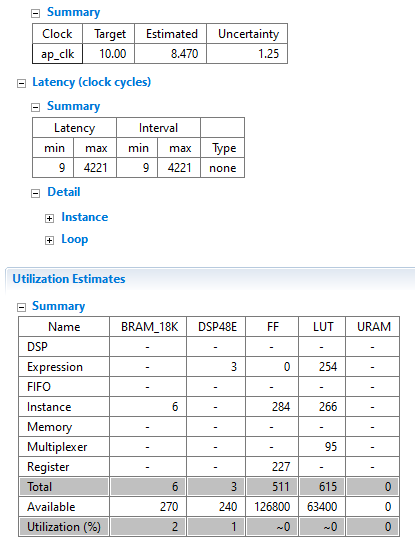 Summary
Clock Target Estimated Uncertainty
ap_clk 10.00 8.470 1.25
Latency (clock cycles)
Summary
Latency Interval
min max min max Type
9 4221 9 4221 none
Detail
Instance
Loop
Utilization Estimates
Summary
Name BRAM_18K DSP48E FF LUT URAM
DSP - - - - -
Expression - 3 0 254 -
FIFO - - - - -
Instance 6 - 284 266 -
Memory - - - - -
Multiplexer - - - 95 -
Register - - 227 - -
Total 6 3 511 615 0
Available 270 240 126800 63400 0
Utilization (%) 2 1 ~0 ~0 0